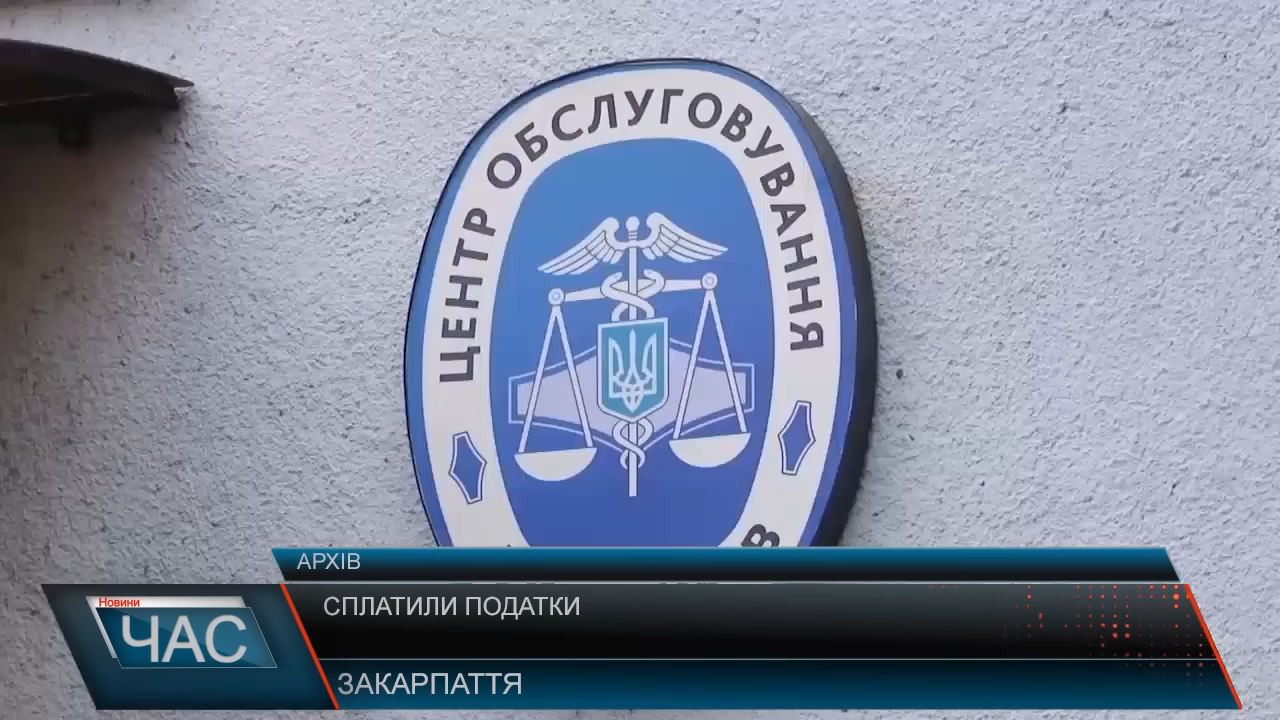 ЦЕНТР ОБСЛУГОВУВАННЯ
АРХІВ
Новини
ЧАС
СПЛАТИЛИ ПОДАТКИ
ЗАКАРПАТТЯ